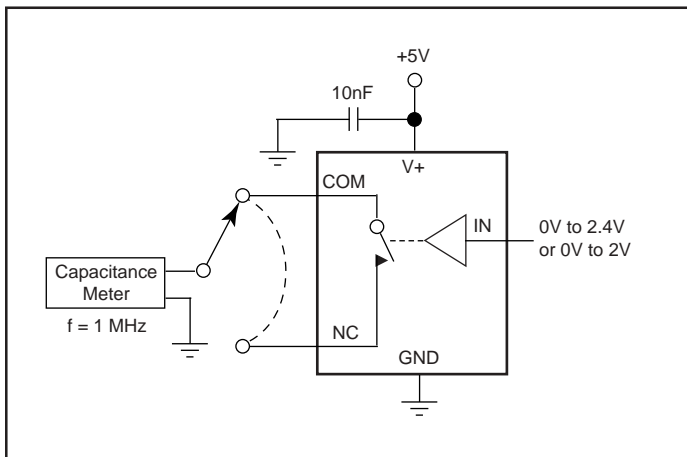 +5V
10nF
V+
COM
IN
0V to 2.4V
or 0V to 2V
Capacitance
Meter
f = 1 MHz
NC
GND